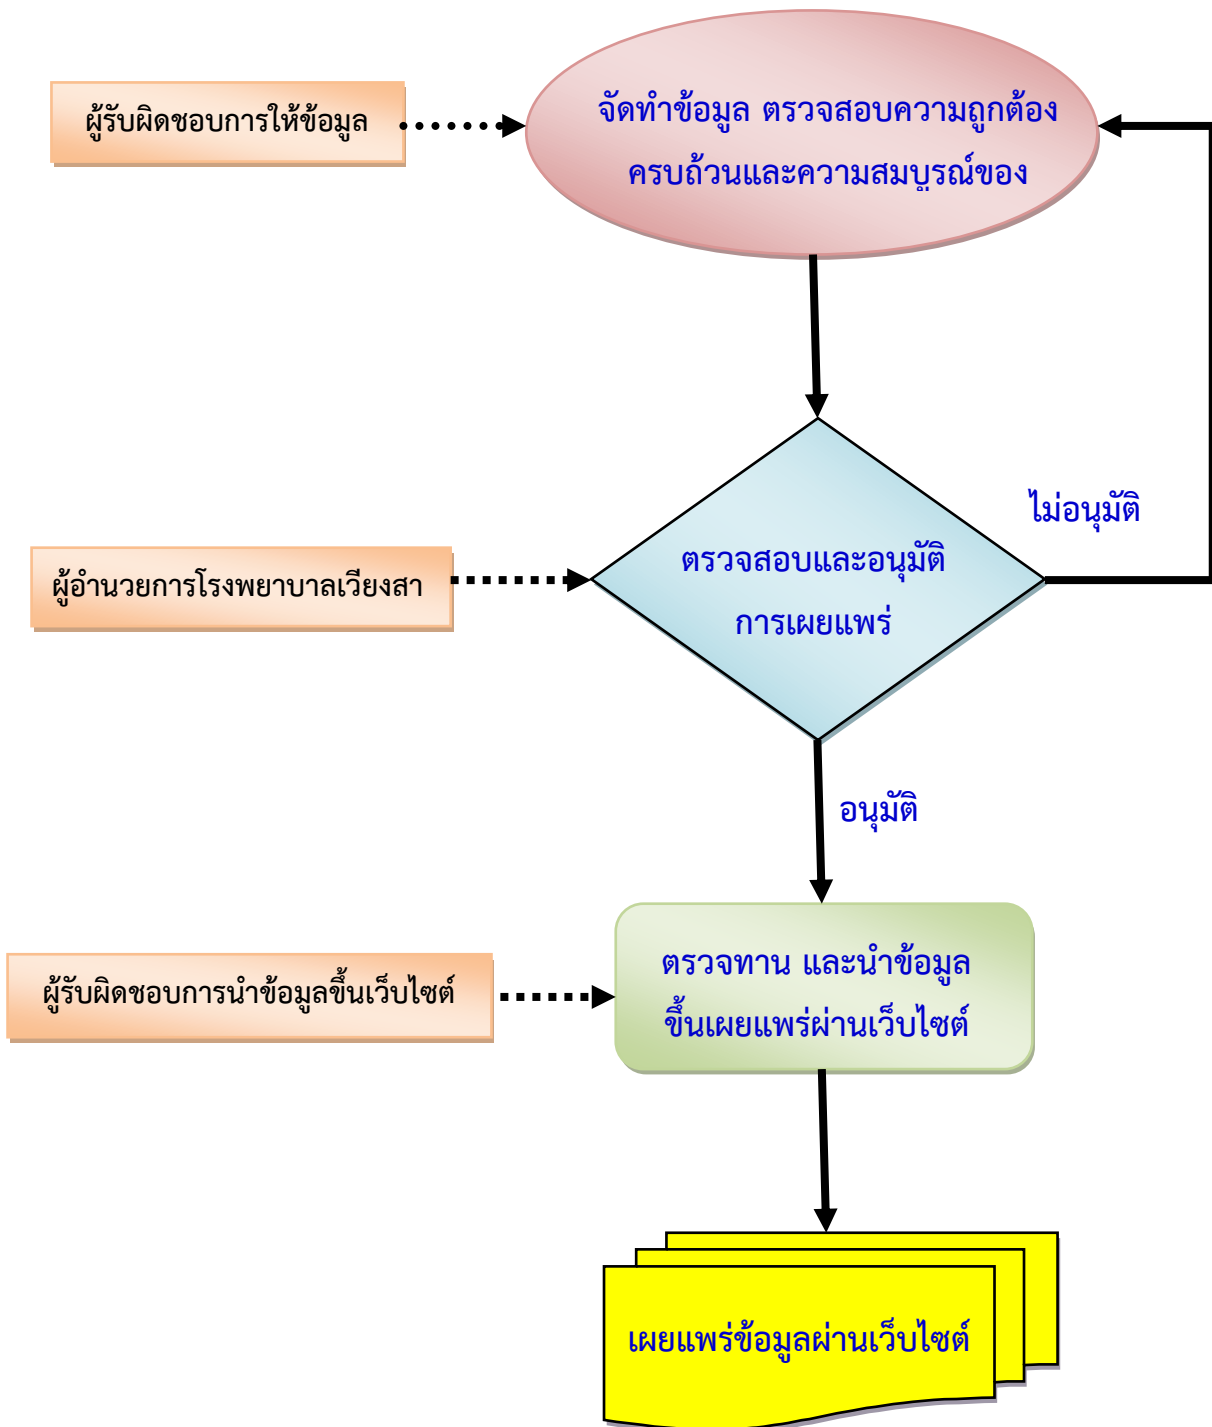 ผู้รับผิดชอบการให้ข้อมูล
จัดทำข้อมูล ตรวจสอบความถูกต้อง
ครบถ้วนและความสมบูรณ์ของ
ไม่อนุมัติ
ผู้อำนวยการโรงพยาบาลเวียงสา
ตรวจสอบและอนุมัติ
การเผยแพร่
อนุมัติ
ผู้รับผิดชอบการนำข้อมูลขึ้นเว็บไซต์
ตรวจทาน และนำข้อมูล
ขึ้นเผยแพร่ผ่านเว็บไซต์
เผยแพร่ข้อมูลผ่านเว็บไซต์